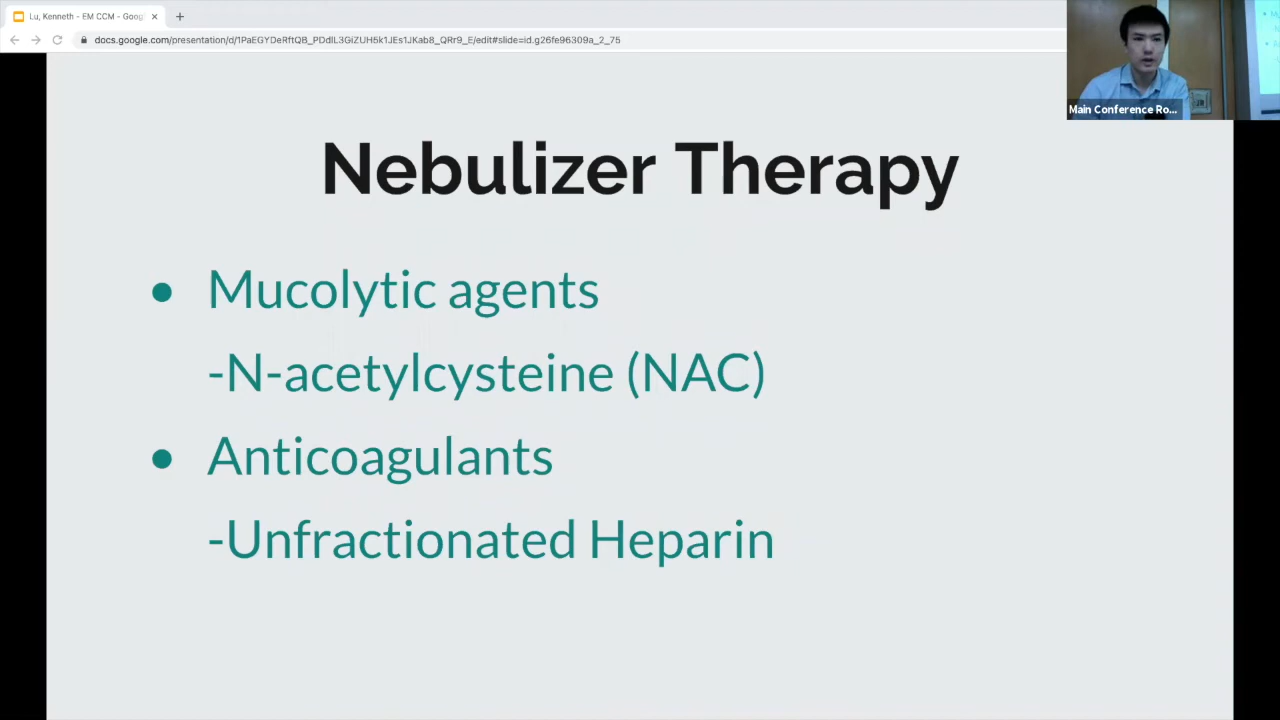 Lu, Kenneth - EM CCM - Goog
docs.google.com/presentation/d/1PaEGYDeRftQB_PDdlL3GiZUH5k1JEs1JKab8_QRr9_E/edit#slide=id.g26fe96309a_2_75
Main Conference Ro...
Nebulizer Therapy
● Mucolytic agents
-N-acetylcysteine (NAC)
● Anticoagulants
-Unfractionated Heparin